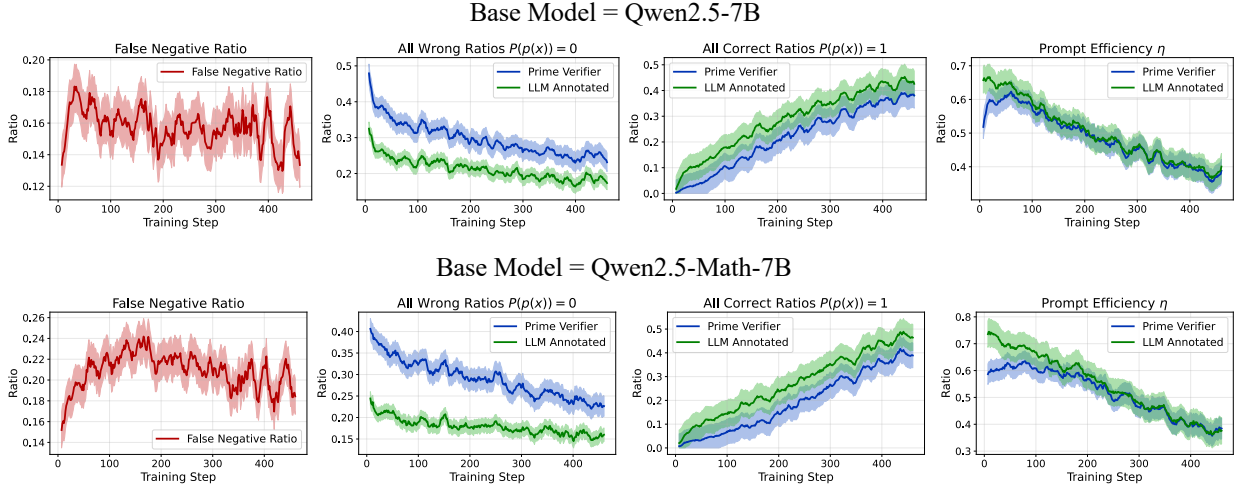 Base Model = Qwen2.5-7B
False Negative Ratio
0.20
0.18
0.16
0.14
0.12
Ratio
False Negative Ratio
0 100 200 300 400
Training Step
All Wrong Ratios P(p(x)) = 0
0.5
0.4
0.3
0.2
Ratio
Prime Verifier
LLM Annotated
0 100 200 300 400
Training Step
All Correct Ratios P(p(x)) = 1
0.5
0.4
0.3
0.2
0.1
0.0
Ratio
Prime Verifier
LLM Annotated
0 100 200 300 400
Training Step
Prompt Efficiency η
0.7
0.6
0.5
0.4
Ratio
Prime Verifier
LLM Annotated
0 100 200 300 400
Training Step
Base Model = Qwen2.5-Math-7B
False Negative Ratio
0.26
0.24
0.22
0.20
0.18
0.16
0.14
Ratio
False Negative Ratio
0 100 200 300 400
Training Step
All Wrong Ratios P(p(x)) = 0
0.40
0.35
0.30
0.25
0.20
0.15
Ratio
Prime Verifier
LLM Annotated
0 100 200 300 400
Training Step
All Correct Ratios P(p(x)) = 1
0.5
0.4
0.3
0.2
0.1
0.0
Ratio
Prime Verifier
LLM Annotated
0 100 200 300 400
Training Step
Prompt Efficiency η
0.8
0.7
0.6
0.5
0.4
0.3
Ratio
Prime Verifier
LLM Annotated
0 100 200 300 400
Training Step